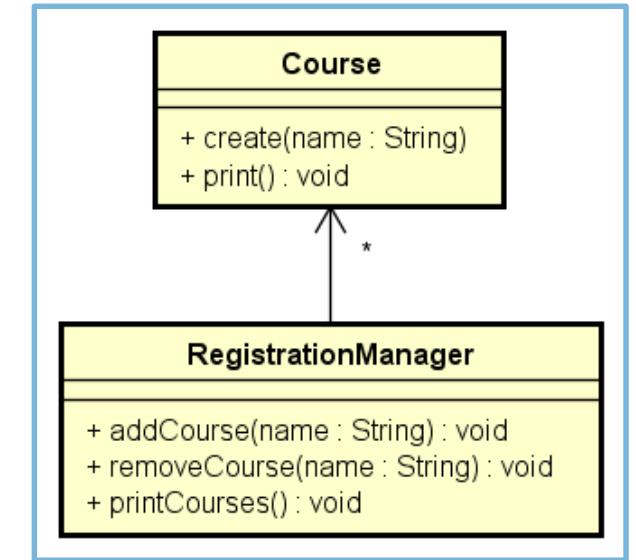 Course
+ create(name : String)
+ print() : void
*
RegistrationManager
+ addCourse(name : String) : void
+ removeCourse(name : String) : void
+ printCourses() : void